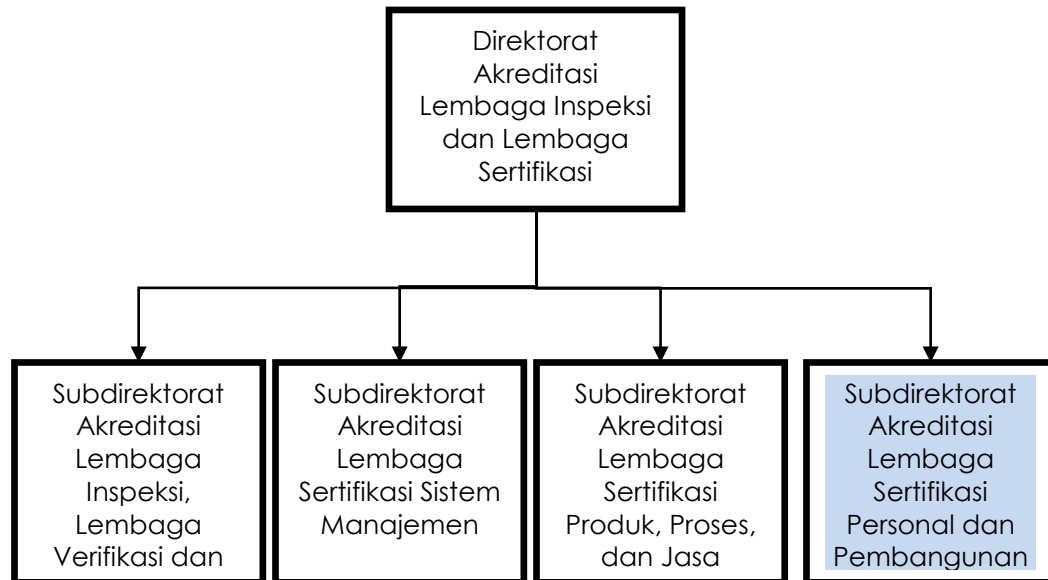 Direktorat
Akreditasi
Lembaga Inspeksi
dan Lembaga
Sertifikasi
Subdirektorat
Akreditasi
Lembaga
Inspeksi,
Lembaga
Verifikasi dan
Subdirektorat
Akreditasi
Lembaga
Sertifikasi Sistem
Manajemen
Subdirektorat
Akreditasi
Lembaga
Sertifikasi
Produk, Proses,
dan Jasa
Subdirektorat
Akreditasi
Lembaga
Sertifikasi
Personal dan
Pembangunan